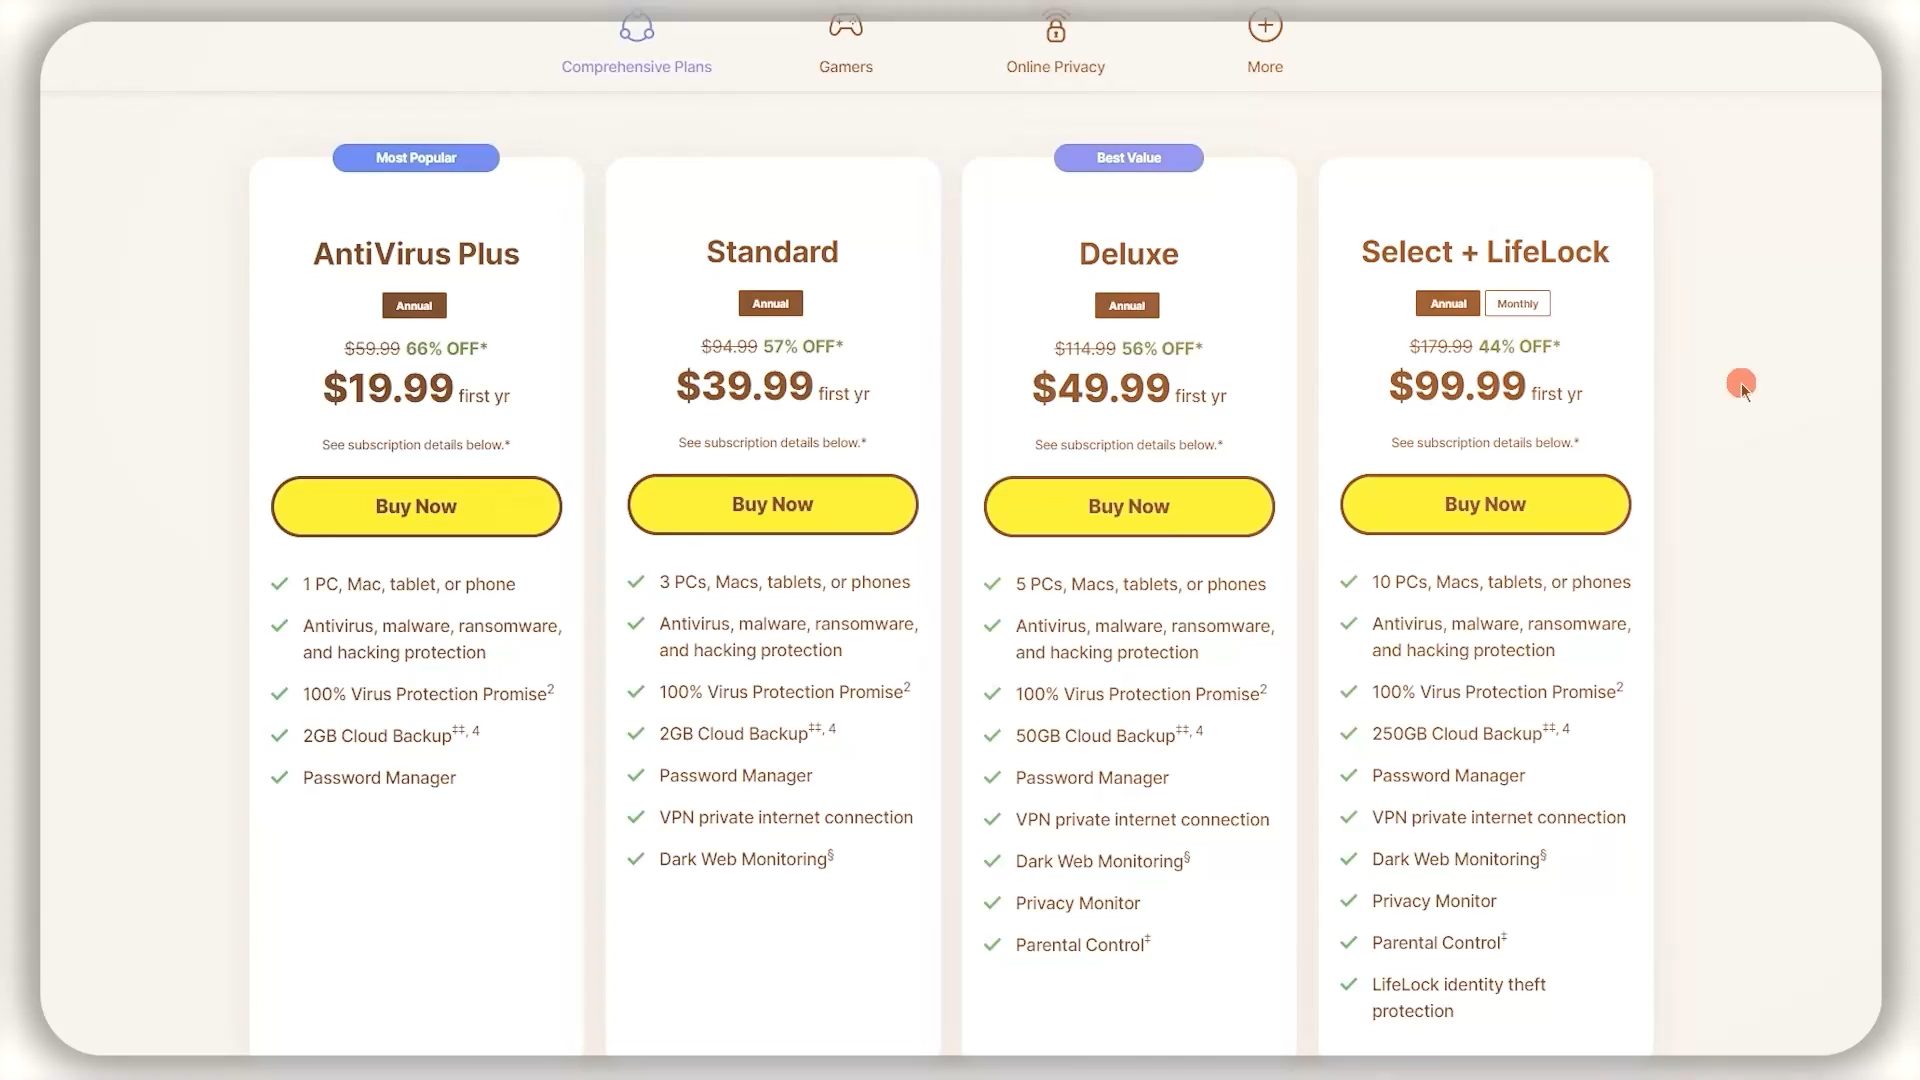 Comprehensive Plans
Gamers
Online Privacy
More
Most Popular
AntiVirus Plus
Annual
$59.99 66% OFF*
$19.99 first yr
See subscription details below.*
Buy Now
1 PC, Mac, tablet, or phone
Antivirus, malware, ransomware,
and hacking protection
100% Virus Protection Promise2
2GB Cloud Backup‡‡, 4
Password Manager
Standard
Annual
$94.99 57% OFF*
$39.99 first yr
See subscription details below.*
Buy Now
3 PCs, Macs, tablets, or phones
Antivirus, malware, ransomware,
and hacking protection
100% Virus Protection Promise2
2GB Cloud Backup‡‡, 4
Password Manager
VPN private internet connection
Dark Web Monitoring§
Best Value
Deluxe
Annual
$114.99 56% OFF*
$49.99 first yr
See subscription details below.*
Buy Now
5 PCs, Macs, tablets, or phones
Antivirus, malware, ransomware,
and hacking protection
100% Virus Protection Promise2
50GB Cloud Backup‡‡, 4
Password Manager
VPN private internet connection
Dark Web Monitoring§
Privacy Monitor
Parental Control‡
Select + LifeLock
Annual Monthly
$179.99 44% OFF*
$99.99 first yr
See subscription details below.*
Buy Now
10 PCs, Macs, tablets, or phones
Antivirus, malware, ransomware,
and hacking protection
100% Virus Protection Promise2
250GB Cloud Backup‡‡, 4
Password Manager
VPN private internet connection
Dark Web Monitoring§
Privacy Monitor
Parental Control‡
LifeLock identity theft
protection